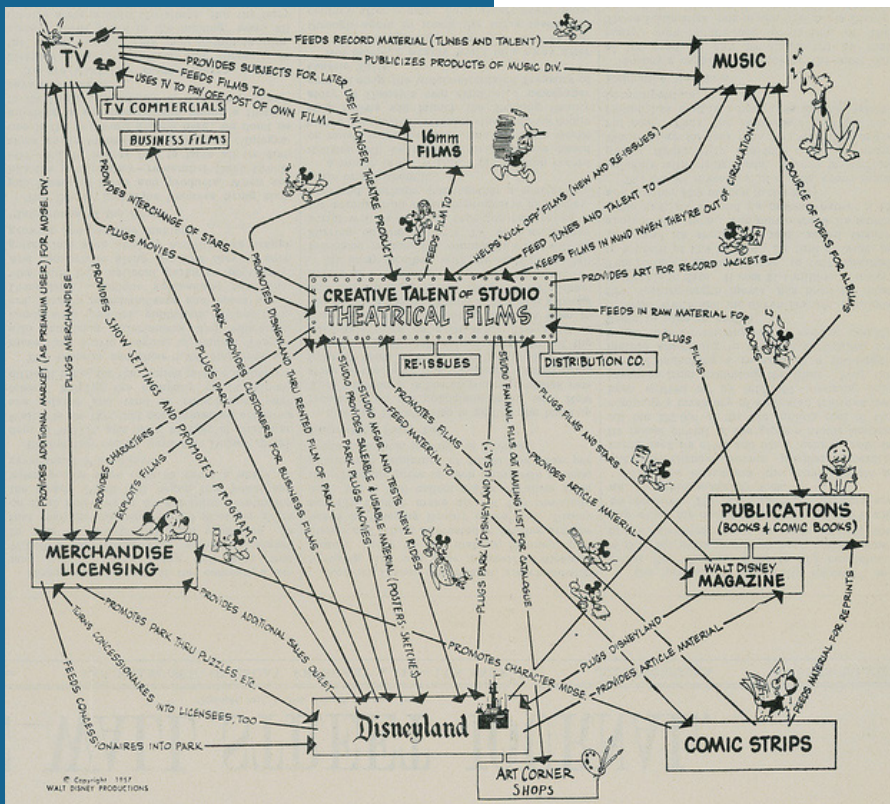 TV
FEEDS RECORD MATERIAL (TUNES AND TALENT)
PUBLICIZES PRODUCTS OF MUSIC DIV.
MUSIC
PROVIDES SUBJECTS FOR LATER USE IN LONGER THEATRE PRODUCT
FEEDS FILMS TO
USES TV TO PAY OFF COST OF OWN FILM
TV COMMERCIALS
BUSINESS FILMS
16mm FILMS
PROVIDES INTERCHANGE OF STARS
PLUGS MOVIES
PROMOTES DISNEYLAND THRU RENTED FILM OF PARK
FEEDS FILM TO
HELPS "KICK OFF" FILMS (NEW AND RE-ISSUES)
FEED TUNES AND TALENT TO
KEEPS FILMS IN MIND WHEN THEY'RE OUT OF CIRCULATION
PROVIDES ART FOR RECORD JACKETS
SOURCE OF IDEAS FOR ALBUMS
PROVIDES ADDITIONAL MARKET (AS PREMIUM USER) FOR MDSE. DIV.
PLUGS MERCHANDISE
PROVIDES SHOW SETTINGS AND PROMOTES PROGRAMS
PLUGS PARK
PARK PROVIDES CUSTOMERS FOR BUSINESS FILMS
CREATIVE TALENT OF STUDIO
THEATRICAL FILMS
RE-ISSUES
DISTRIBUTION CO.
FEEDS IN RAW MATERIAL FOR BOOKS
PLUGS FILMS
PROVIDES CHARACTERS
EXPLOITS FILMS
PARK PLUGS MOVIES
STUDIO PROVIDES SALEABLE & USABLE MATERIAL (POSTERS-SKETCHES)
STUDIO MFGS AND TESTS NEW RIDES
FEED MATERIAL TO
PROMOTES FILMS
PLUGS PARK ("DISNEYLAND U.S.A.")
STUDIO FAN MAIL FILLS OUT MAILING LIST FOR CATALOGUE
PLUGS FILMS AND STARS
PROVIDES ARTICLE MATERIAL
PUBLICATIONS
(BOOKS & COMIC BOOKS)
WALT DISNEY
MAGAZINE
MERCHANDISE
LICENSING
PROVIDES ADDITIONAL SALES OUTLET
PROMOTES PARK THRU PUZZLES, ETC.
TURNS CONCESSIONAIRES INTO LICENSEES, TOO
FEEDS CONCESSIONAIRES INTO PARK
PROMOTES CHARACTER MDSE.
PLUGS DISNEYLAND
PROVIDES ARTICLE MATERIAL
FEEDS MATERIAL FOR REPRINTS
Disneyland
COMIC STRIPS
ART CORNER
SHOPS
© Copyright 1957
WALT DISNEY PRODUCTIONS